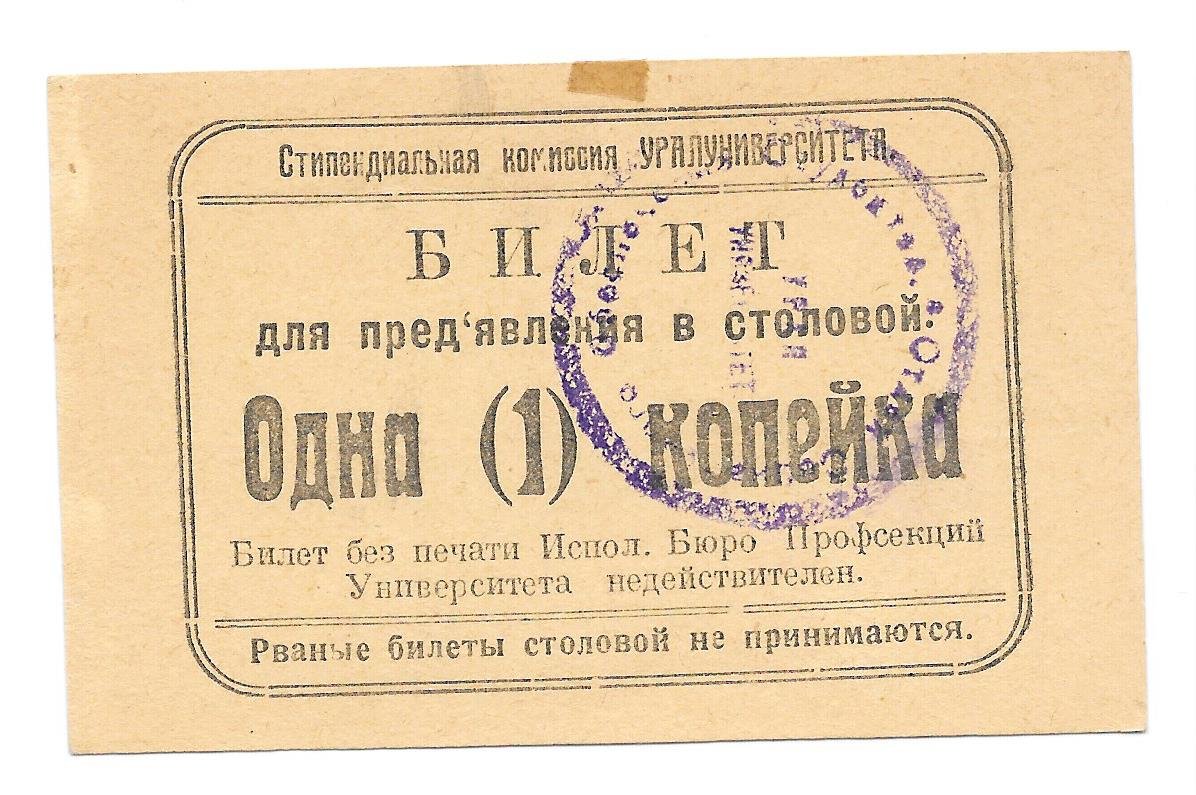 Стипендиальная комиссия УРАЛУНИВЕРСИТЕТА.
БИЛЕТ
для пред‘явления в столовой.
Одна (1) копейка
Билет без печати Испол. Бюро Профсекций
Университета недействителен.
Рваные билеты столовой не принимаются.